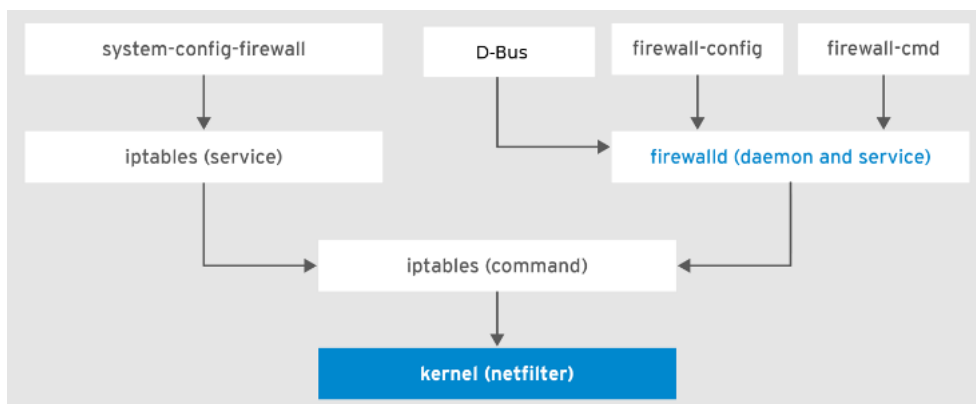 system-config-firewall
D-Bus
firewall-config
firewall-cmd
iptables (service)
firewalld (daemon and service)
iptables (command)
kernel (netfilter)